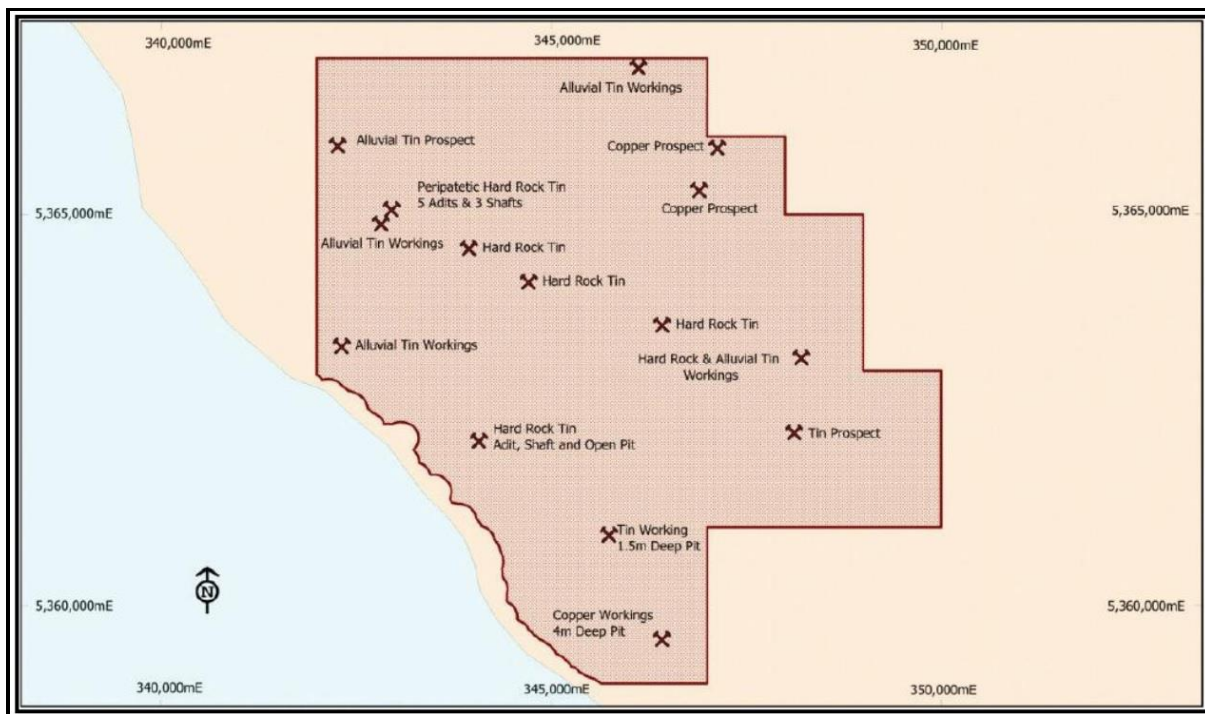 340,000mE
345,000mE
350,000mE
Alluvial Tin Workings
Alluvial Tin Prospect
Copper Prospect
Peripatetic Hard Rock Tin
5 Adits & 3 Shafts
Copper Prospect
5,365,000mE
5,365,000mE
Alluvial Tin Workings
Hard Rock Tin
Hard Rock Tin
Hard Rock Tin
Alluvial Tin Workings
Hard Rock & Alluvial Tin
Workings
Hard Rock Tin
Adit, Shaft and Open Pit
Tin Prospect
Tin Working
1.5m Deep Pit
N
5,360,000mE
5,360,000mE
Copper Workings
4m Deep Pit
340,000mE
345,000mE
350,000mE